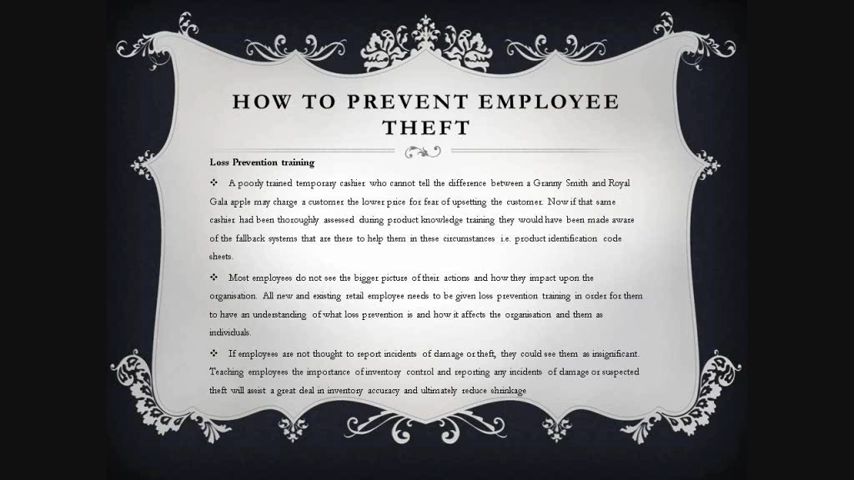 HOW TO PREVENT EMPLOYEE
THEFT
Loss Prevention training
❖ A poorly trained temporary cashier who cannot tell the difference between a Granny Smith and Royal
Gala apple may charge a customer the lower price for fear of upsetting the customer. Now if that same
cashier had been thoroughly assessed during product knowledge training they would have been made aware
of the fallback systems that are there to help them in these circumstances i.e. product identification code
sheets.
❖ Most employees do not see the bigger picture of their actions and how they impact upon the
organisation. All new and existing retail employee needs to be given loss prevention training in order for them
to have an understanding of what loss prevention is and how it affects the organisation and them as
individuals.
❖ If employees are not thought to report incidents of damage or theft, they could see them as insignificant.
Teaching employees the importance of inventory control and reporting any incidents of damage or suspected
theft will assist a great deal in inventory accuracy and ultimately reduce shrinkage